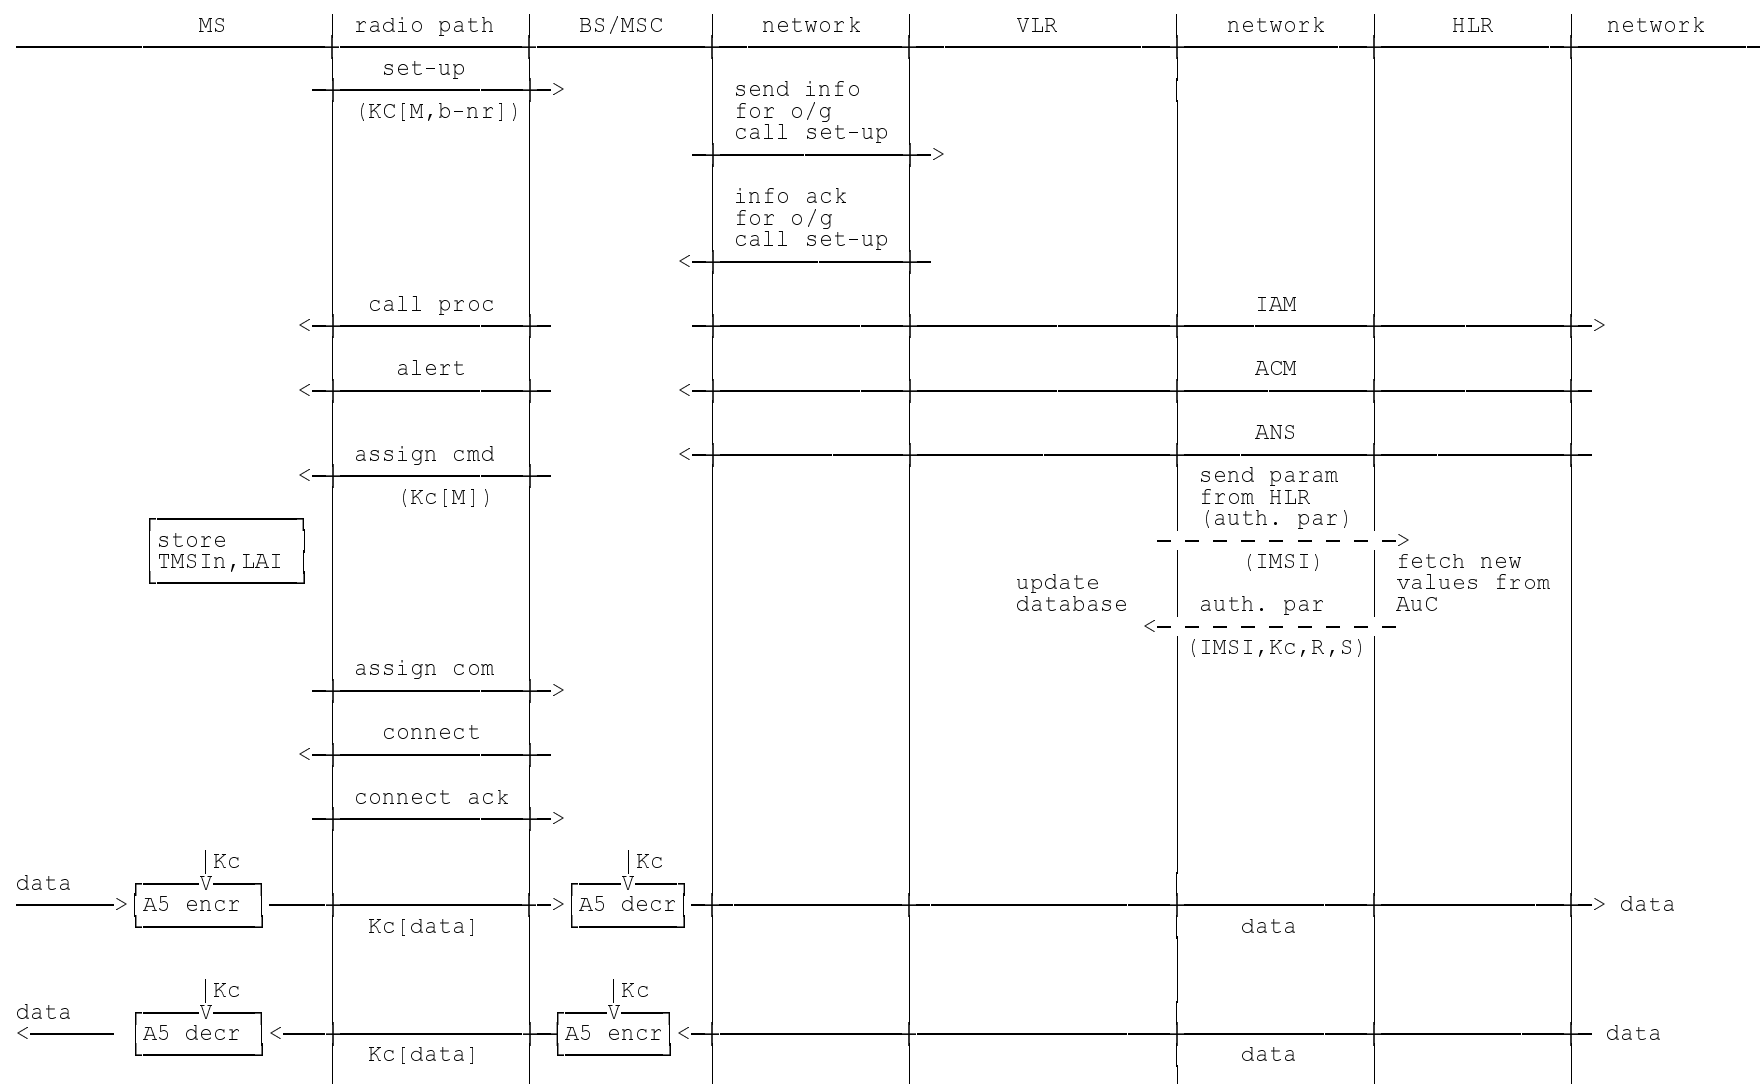 MS radio path BS/MSC network VLR network HLR network
set-up
(KC[M,b-nr])
send info
for o/g
call set-up
info ack
for o/g
call set-up
call proc IAM
alert ACM
ANS
assign cmd
(Kc[M])
send param
from HLR
(auth. par)
store
TMSIn,LAI
(IMSI)
fetch new
values from
AuC
update
database
auth. par
(IMSI,Kc,R,S)
assign com
connect
connect ack
Kc Kc
data
A5 encr A5 decr data
Kc[data] data
Kc Kc
data
A5 decr A5 encr data
Kc[data] data